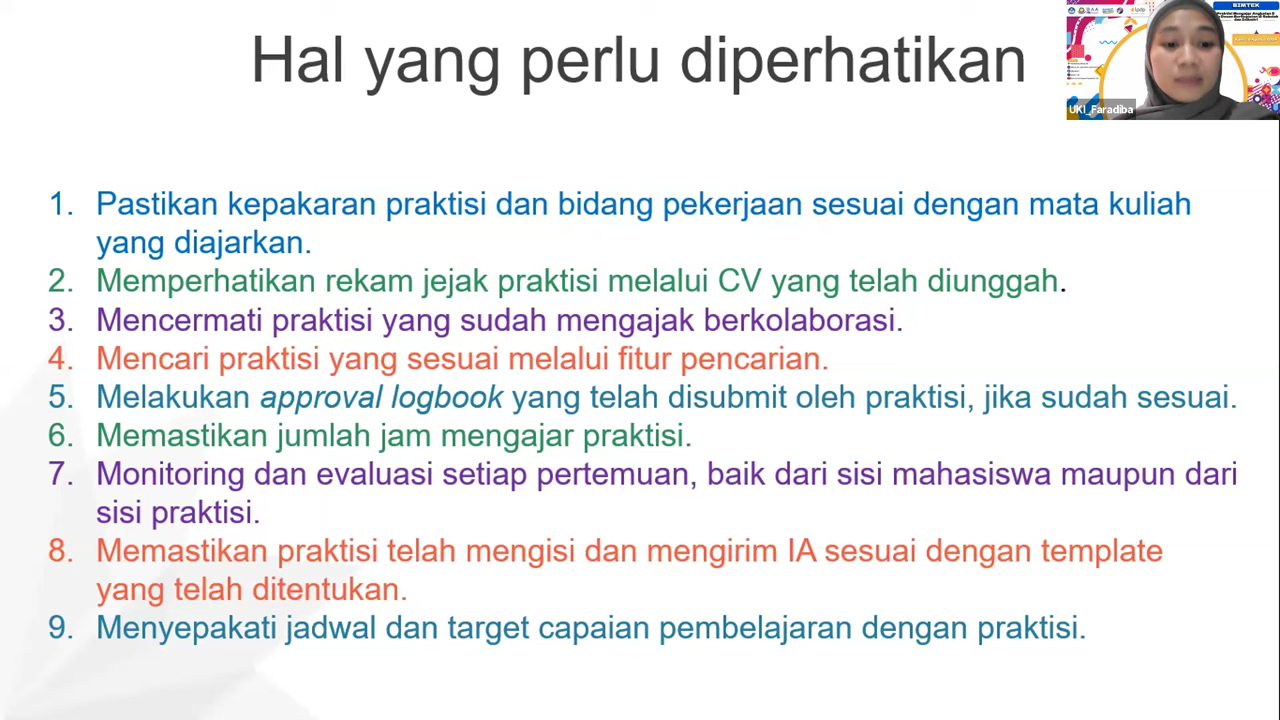 Hal yang perlu diperhatikan
BIMTEK
UKI_Faradiba
1. Pastikan kepakaran praktisi dan bidang pekerjaan sesuai dengan mata kuliah
yang diajarkan.
2. Memperhatikan rekam jejak praktisi melalui CV yang telah diunggah.
3. Mencermati praktisi yang sudah mengajak berkolaborasi.
4. Mencari praktisi yang sesuai melalui fitur pencarian.
5. Melakukan approval logbook yang telah disubmit oleh praktisi, jika sudah sesuai.
6. Memastikan jumlah jam mengajar praktisi.
7. Monitoring dan evaluasi setiap pertemuan, baik dari sisi mahasiswa maupun dari
sisi praktisi.
8. Memastikan praktisi telah mengisi dan mengirim IA sesuai dengan template
yang telah ditentukan.
9. Menyepakati jadwal dan target capaian pembelajaran dengan praktisi.